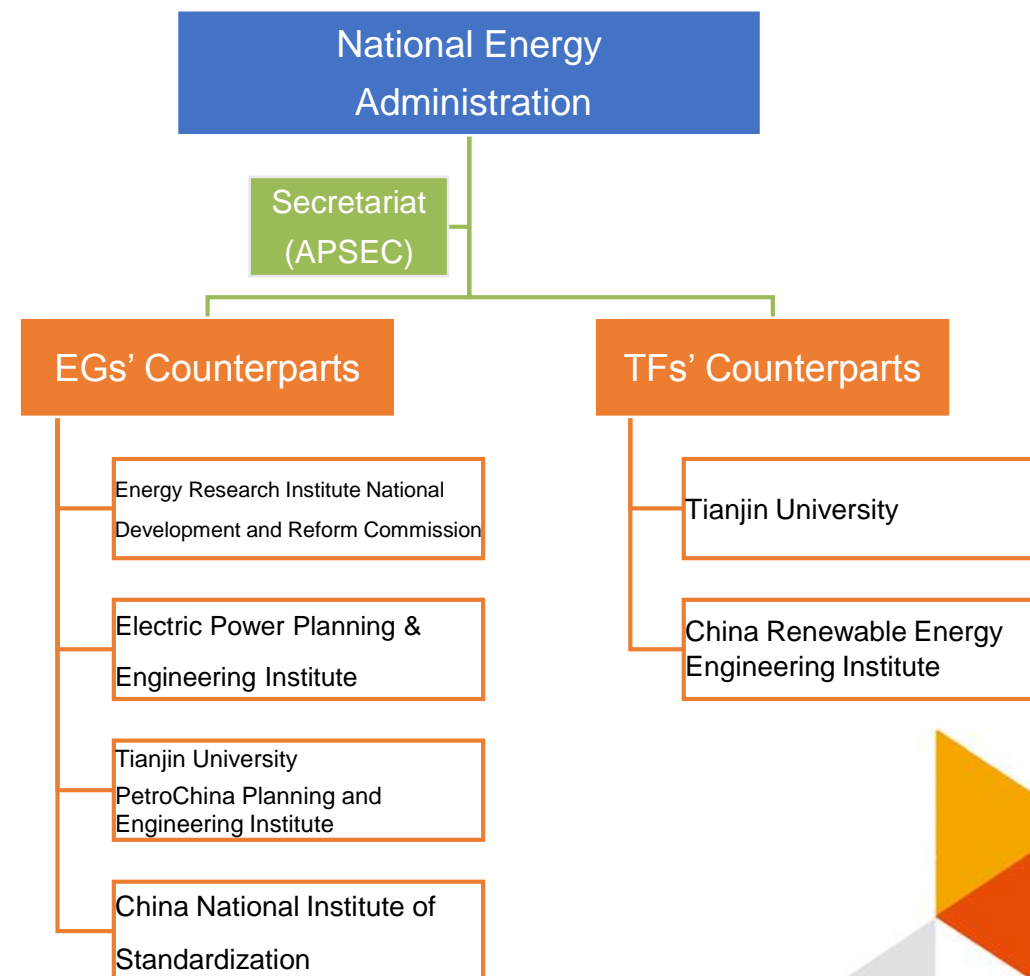 National Energy
Administration
Secretariat
(APSEC)
EGs’ Counterparts
TFs’ Counterparts
Energy Research Institute National
Development and Reform Commission
Electric Power Planning &
Engineering Institute
Tianjin University
PetroChina Planning and
Engineering Institute
China National Institute of
Standardization
Tianjin University
China Renewable Energy
Engineering Institute